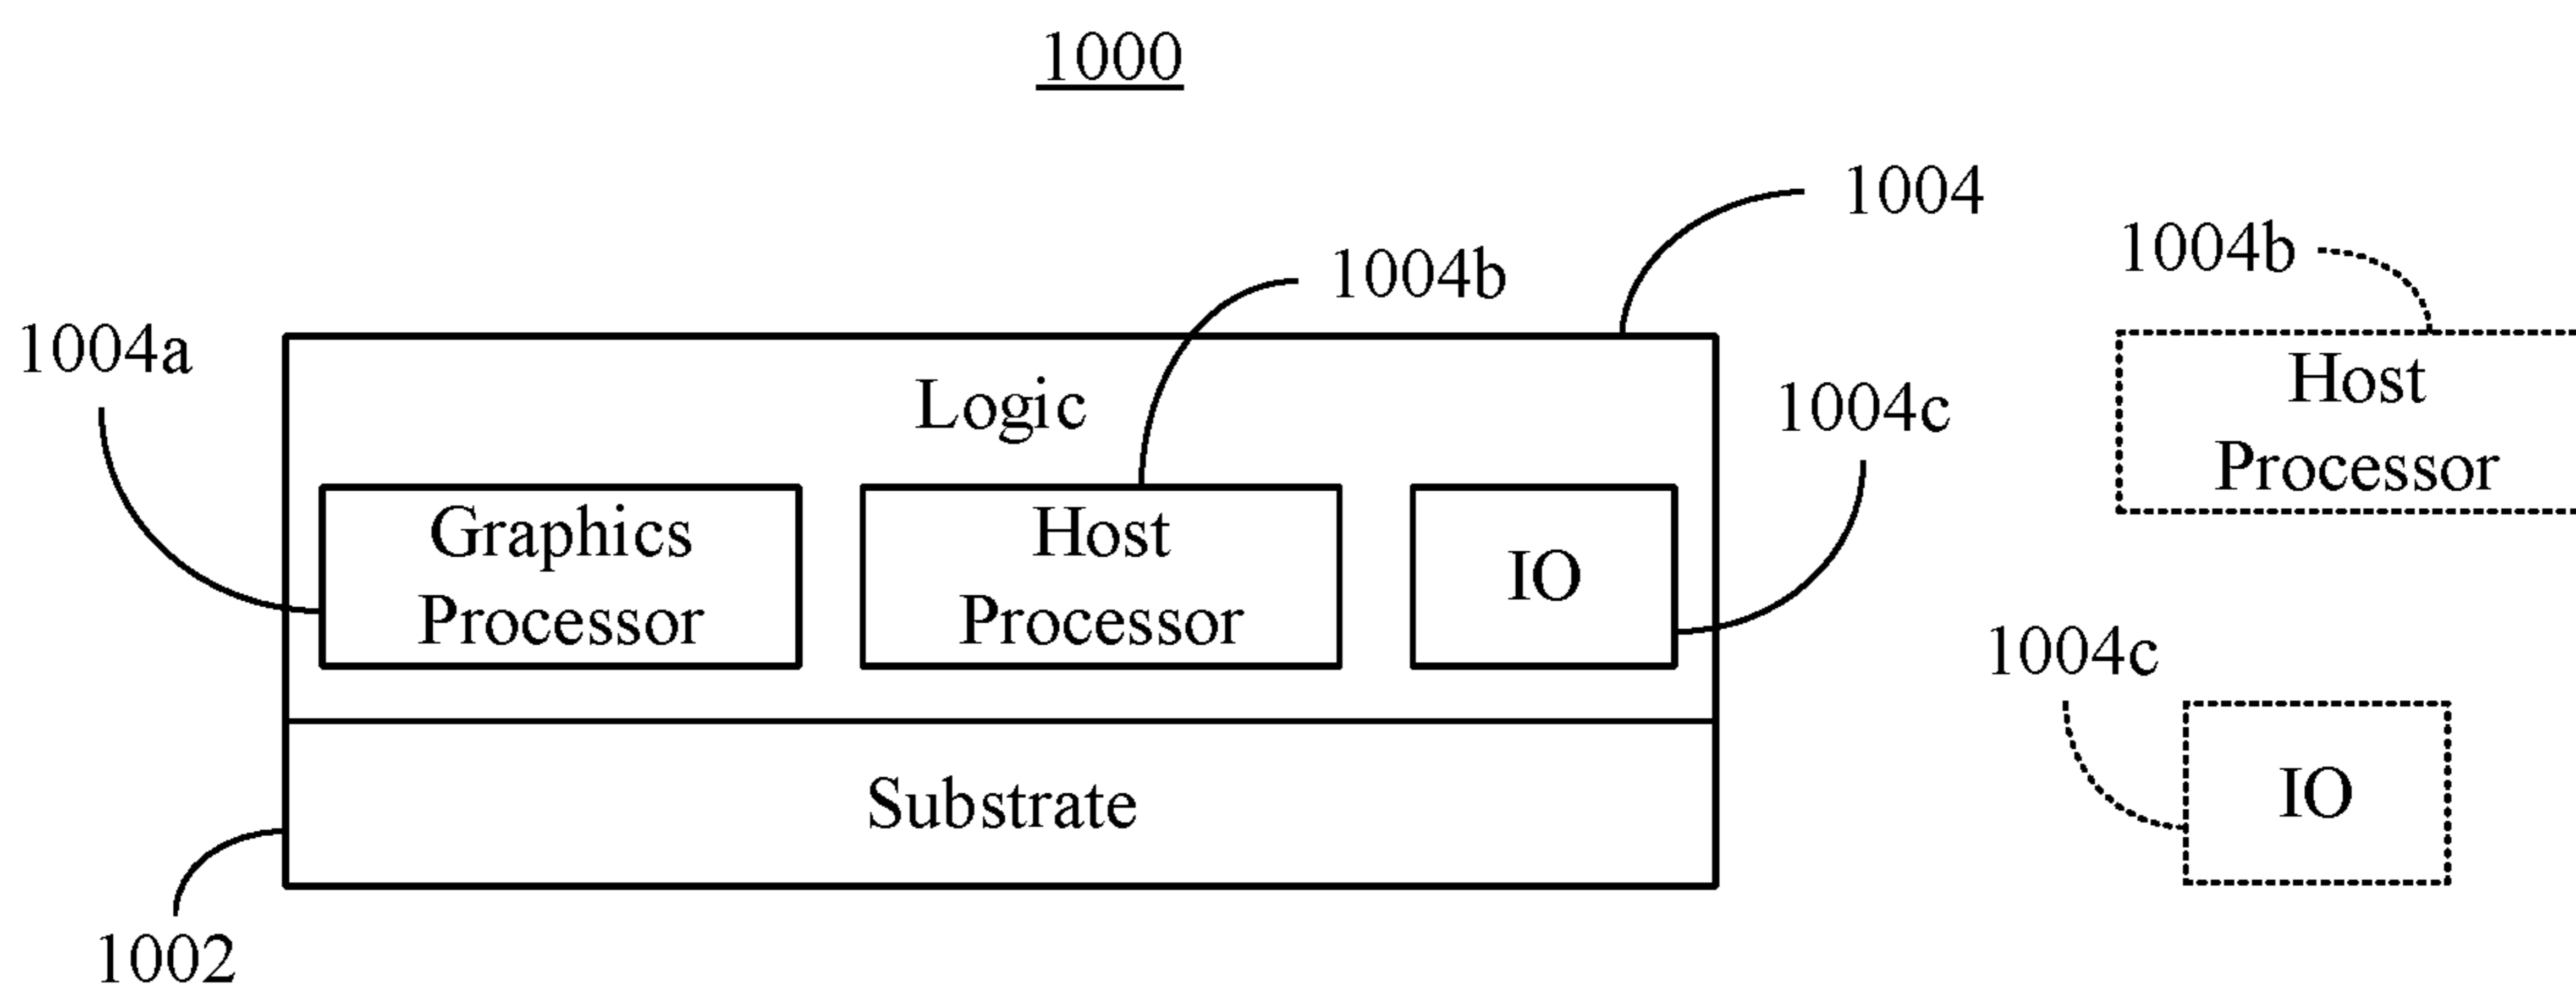 1000
1004
1004b
1004b
1004a
Logic
1004c
Host
Processor
Graphics
Processor
Host
Processor
IO
1004c
Substrate
IO
1002